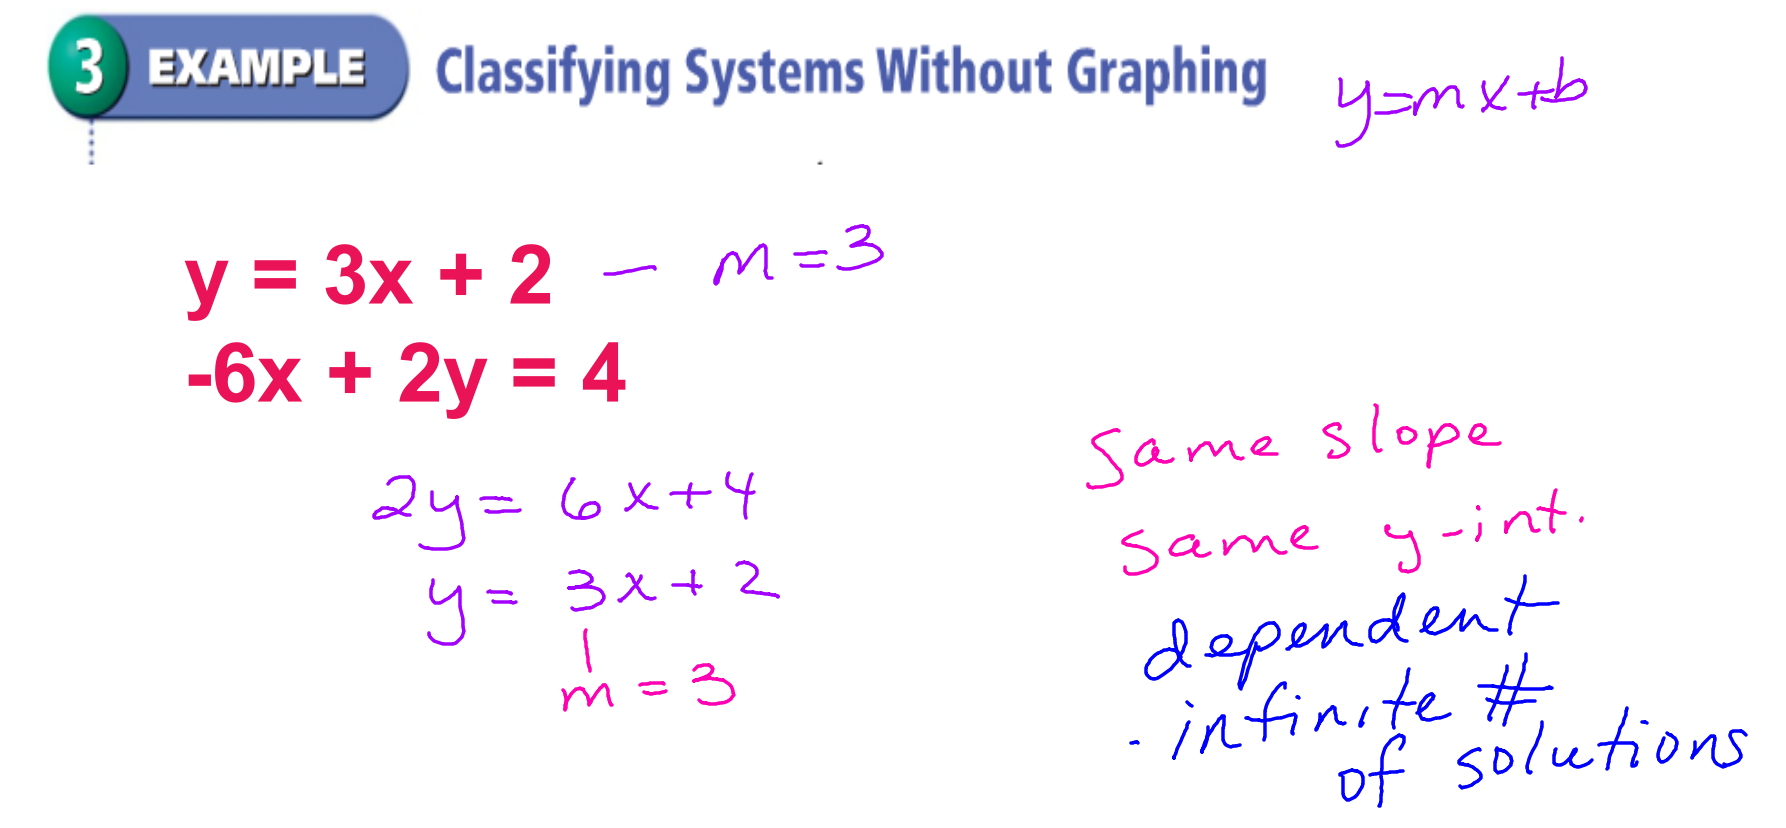 3 EXAMPLE Classifying Systems Without Graphing
y=mx+b
y = 3x + 2 — m=3
-6x + 2y = 4
2y = 6x+4
y = 3x+2
m=3
same slope
same y-int.
dependent
. infinite #
of solutions